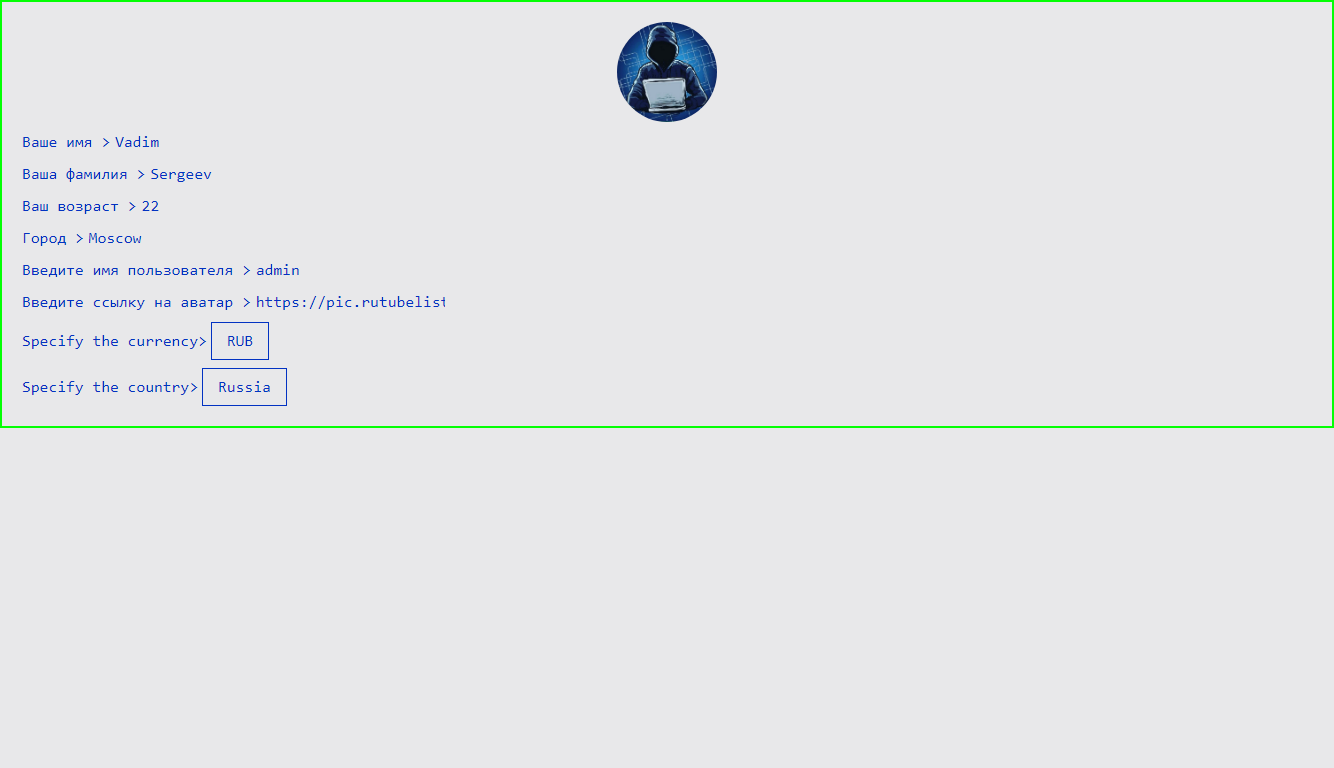 Ваше имя > Vadim
Ваша фамилия > Sergeev
Ваш возраст > 22
Город > Moscow
Введите имя пользователя > admin
Введите ссылку на аватар > https://pic.rutubelist
Specify the currency> RUB
Specify the country> Russia